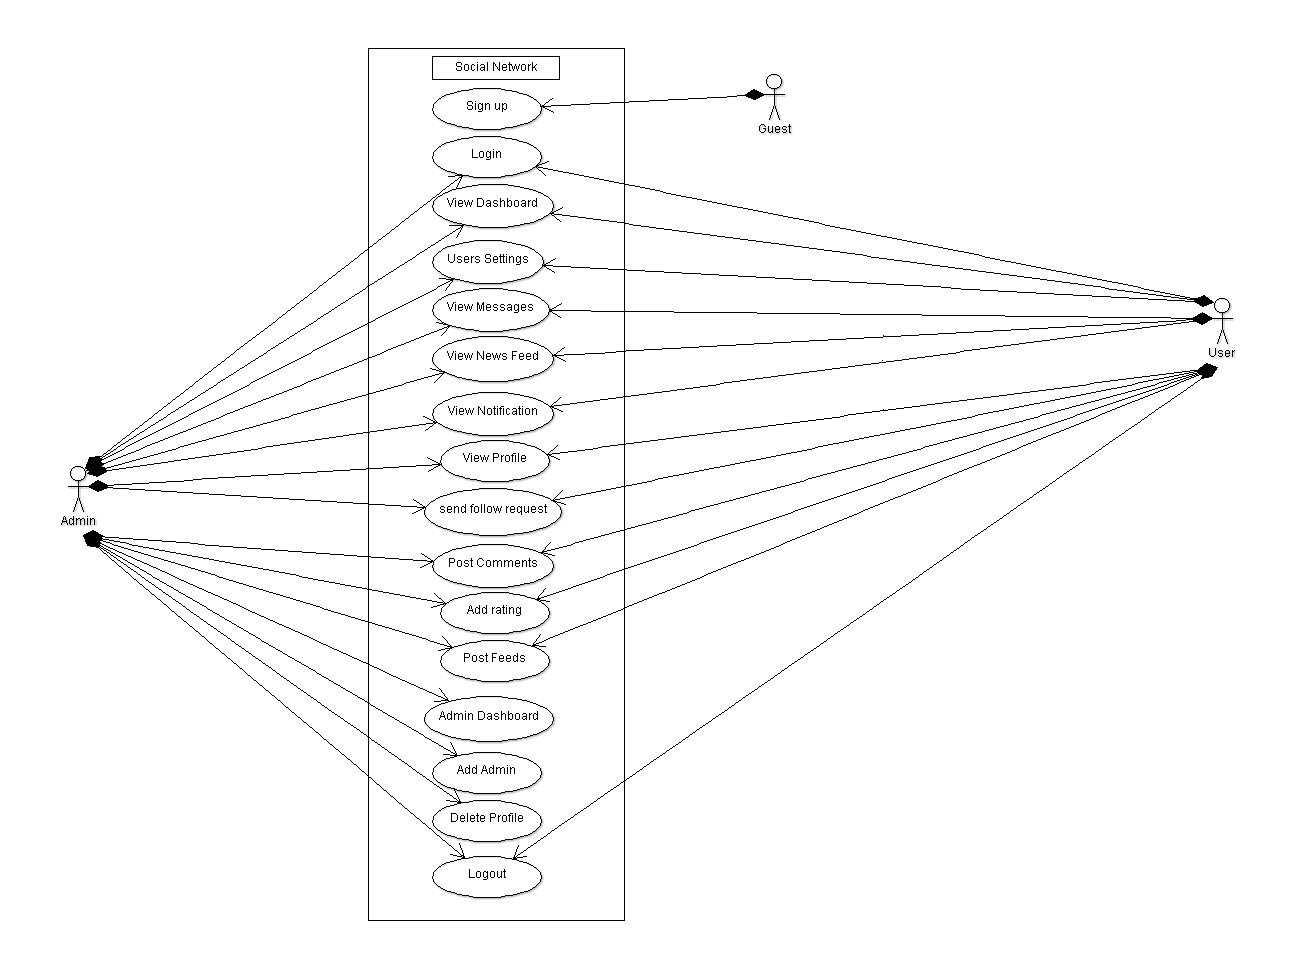 Social Network
Sign up
Guest
Login
View Dashboard
Users Settings
View Messages
View News Feed
User
View Notification
View Profile
send follow request
Admin
Post Comments
Add rating
Post Feeds
Admin Dashboard
Add Admin
Delete Profile
Logout